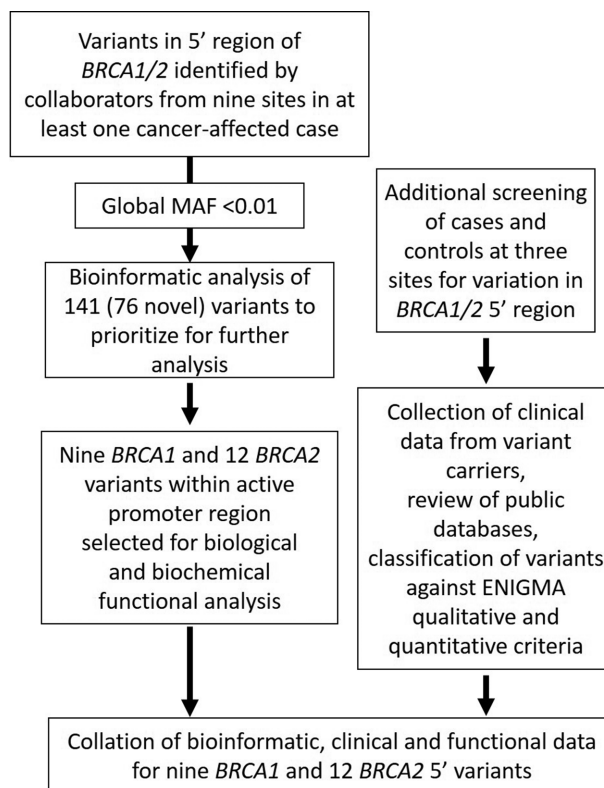 Variants in 5’ region of
BRCA1/2 identified by
collaborators from nine sites in at
least one cancer-affected case
Global MAF <0.01
Bioinformatic analysis of
141 (76 novel) variants to
prioritize for further
analysis
Nine BRCA1 and 12 BRCA2
variants within active
promoter region
selected for biological
and biochemical
functional analysis
Additional screening
of cases and
controls at three
sites for variation in
BRCA1/2 5’ region
Collection of clinical
data from variant
carriers,
review of public
databases,
classification of variants
against ENIGMA
qualitative and
quantitative criteria
Collation of bioinformatic, clinical and functional data
for nine BRCA1 and 12 BRCA2 5’ variants